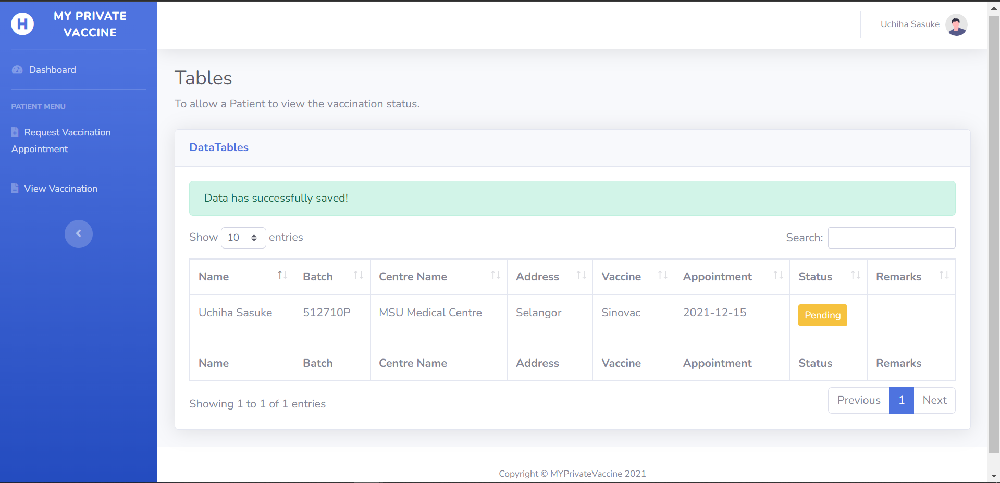 MY PRIVATE
VACCINE
Uchiha Sasuke
Dashboard
PATIENT MENU
Request Vaccination
Appointment
View Vaccination
Tables
To allow a Patient to view the vaccination status.
DataTables
Data has successfully saved!
Show 10 entries
Search:
Name Batch Centre Name Address Vaccine Appointment Status Remarks
Uchiha Sasuke 512710P MSU Medical Centre Selangor Sinovac 2021-12-15 Pending
Name Batch Centre Name Address Vaccine Appointment Status Remarks
Showing 1 to 1 of 1 entries
Previous 1 Next
Copyright © MYPrivateVaccine 2021